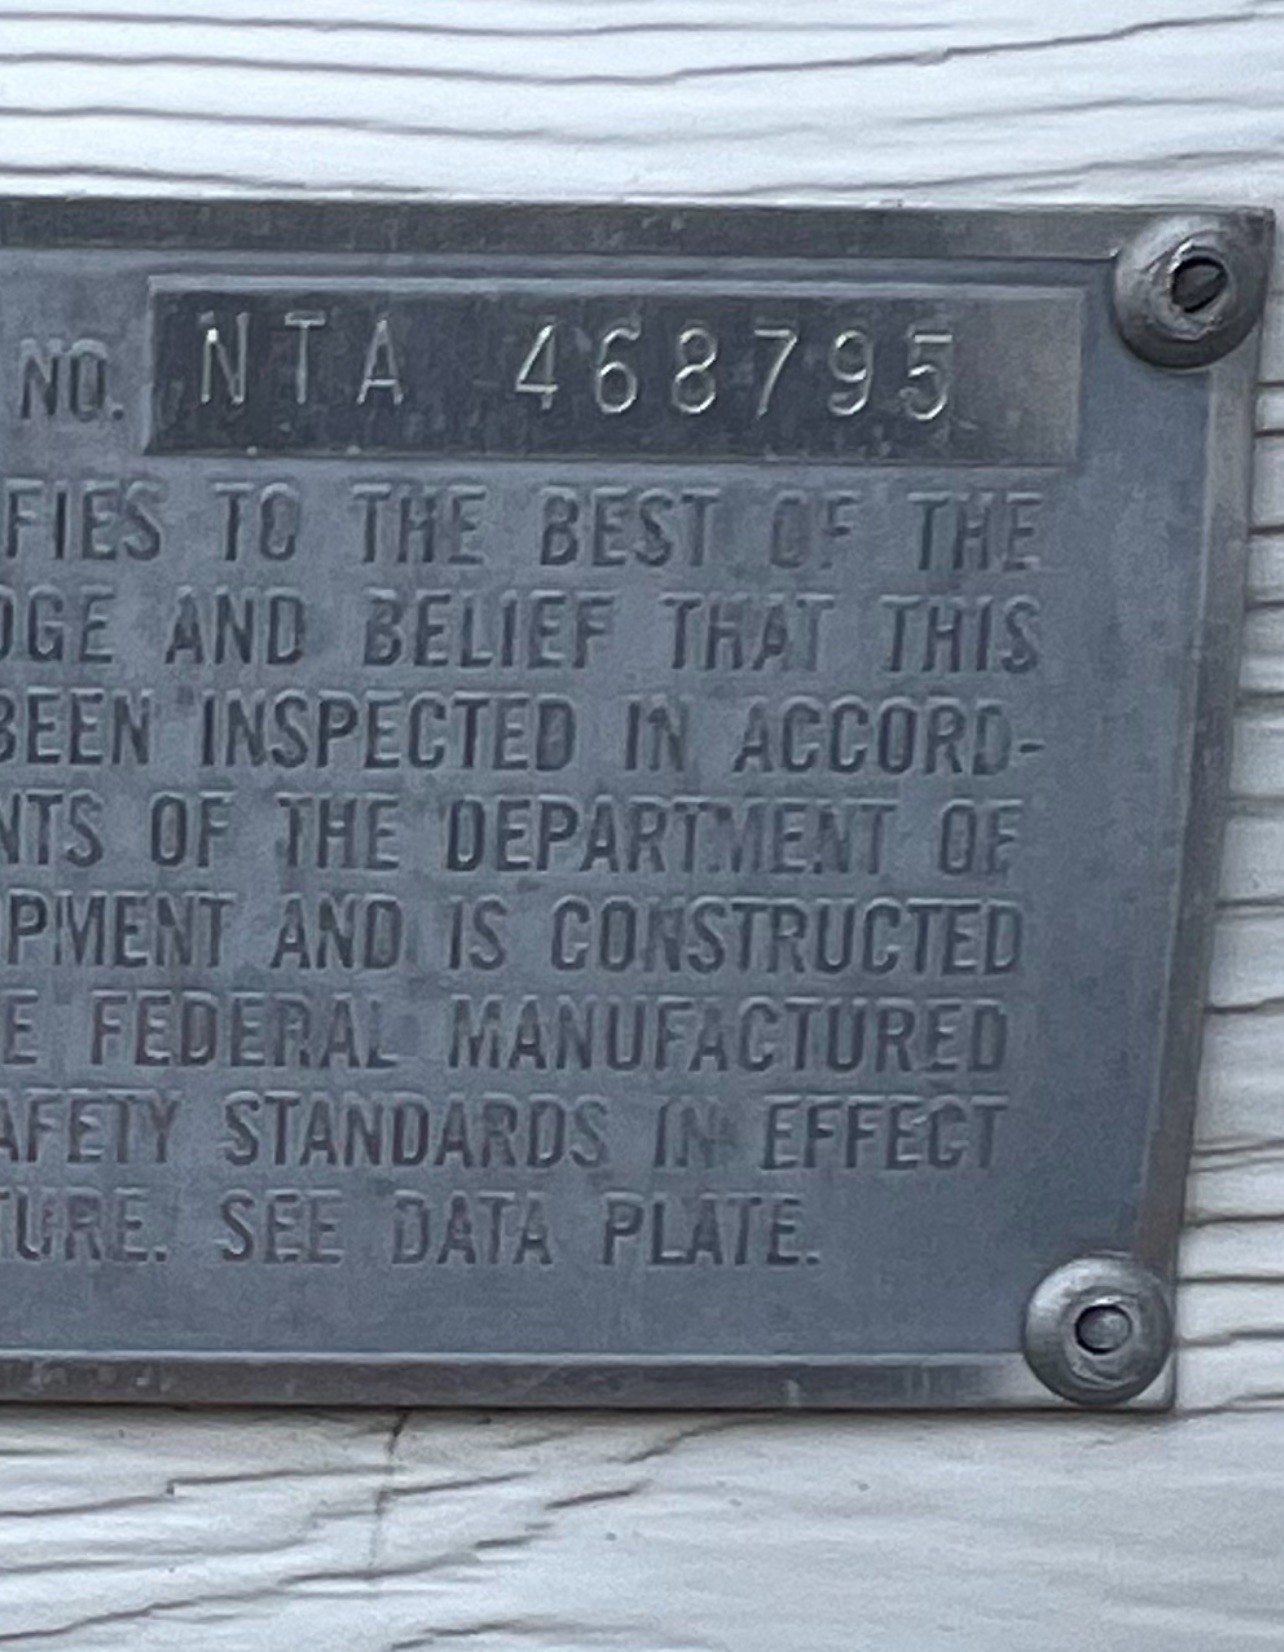 NO. NTA 468795
FIES TO THE BEST OF THE
DGE AND BELIEF THAT THIS
BEEN INSPECTED IN ACCORD-
NTS OF THE DEPARTMENT OF
PMENT AND IS CONSTRUCTED
E FEDERAL MANUFACTURED
AFETY STANDARDS IN EFFECT
TURE. SEE DATA PLATE.